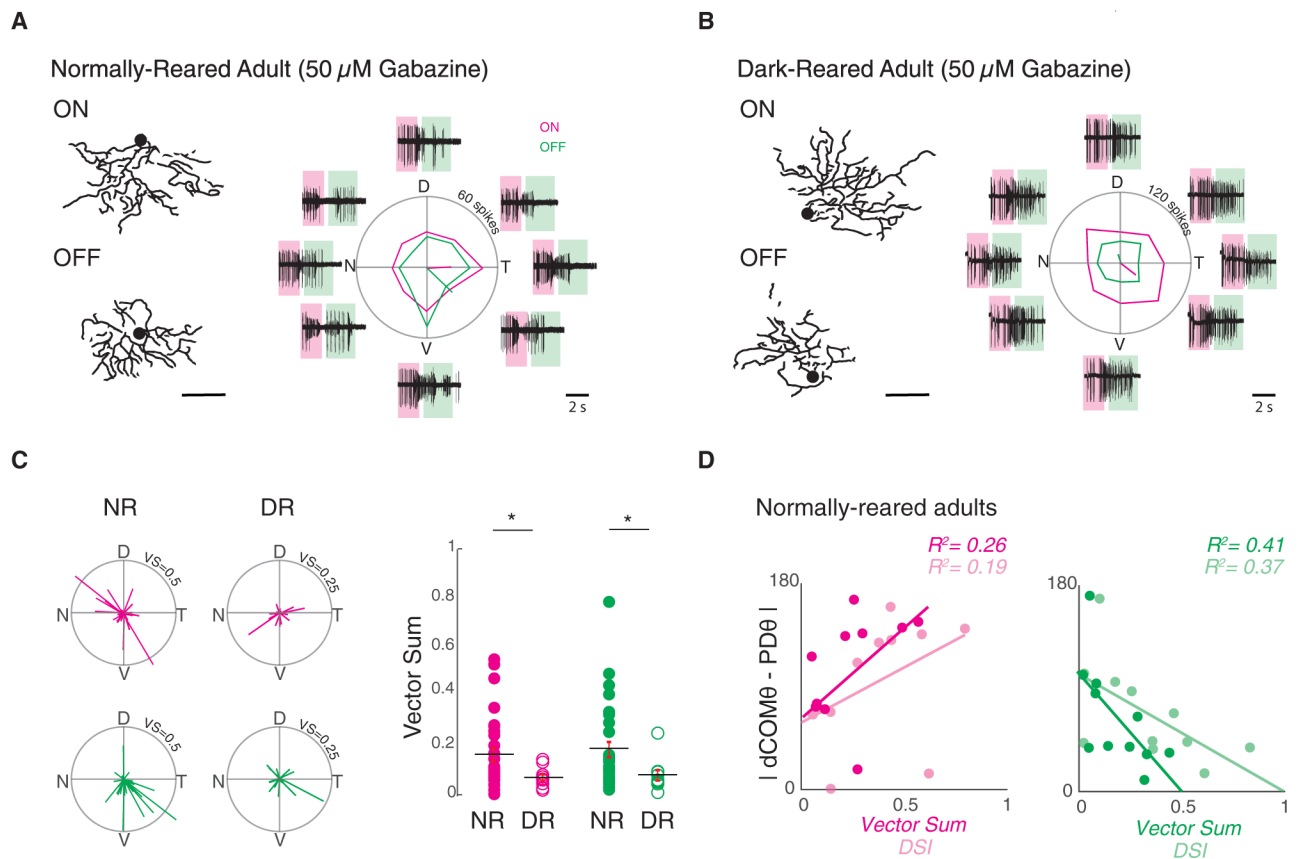 A
Normally-Reared Adult (50 µM Gabazine)
ON
OFF
ON
OFF
D
60 spikes
N
T
V
2 s
B
Dark-Reared Adult (50 µM Gabazine)
ON
OFF
D
120 spikes
N
T
V
2 s
C
NR
DR
D
VS=0.5
N
T
V
D
VS=0.25
N
T
V
D
VS=0.5
N
T
V
D
VS=0.25
N
T
V
*
*
Vector Sum
1
0.8
0.6
0.4
0.2
0
NR
DR
NR
DR
D
Normally-reared adults
R²= 0.26
R²= 0.19
| dCOMθ - PDθ |
180
0
0
0.5
1
Vector Sum
DSI
R²= 0.41
R²= 0.37
180
0
0
0.5
1
Vector Sum
DSI